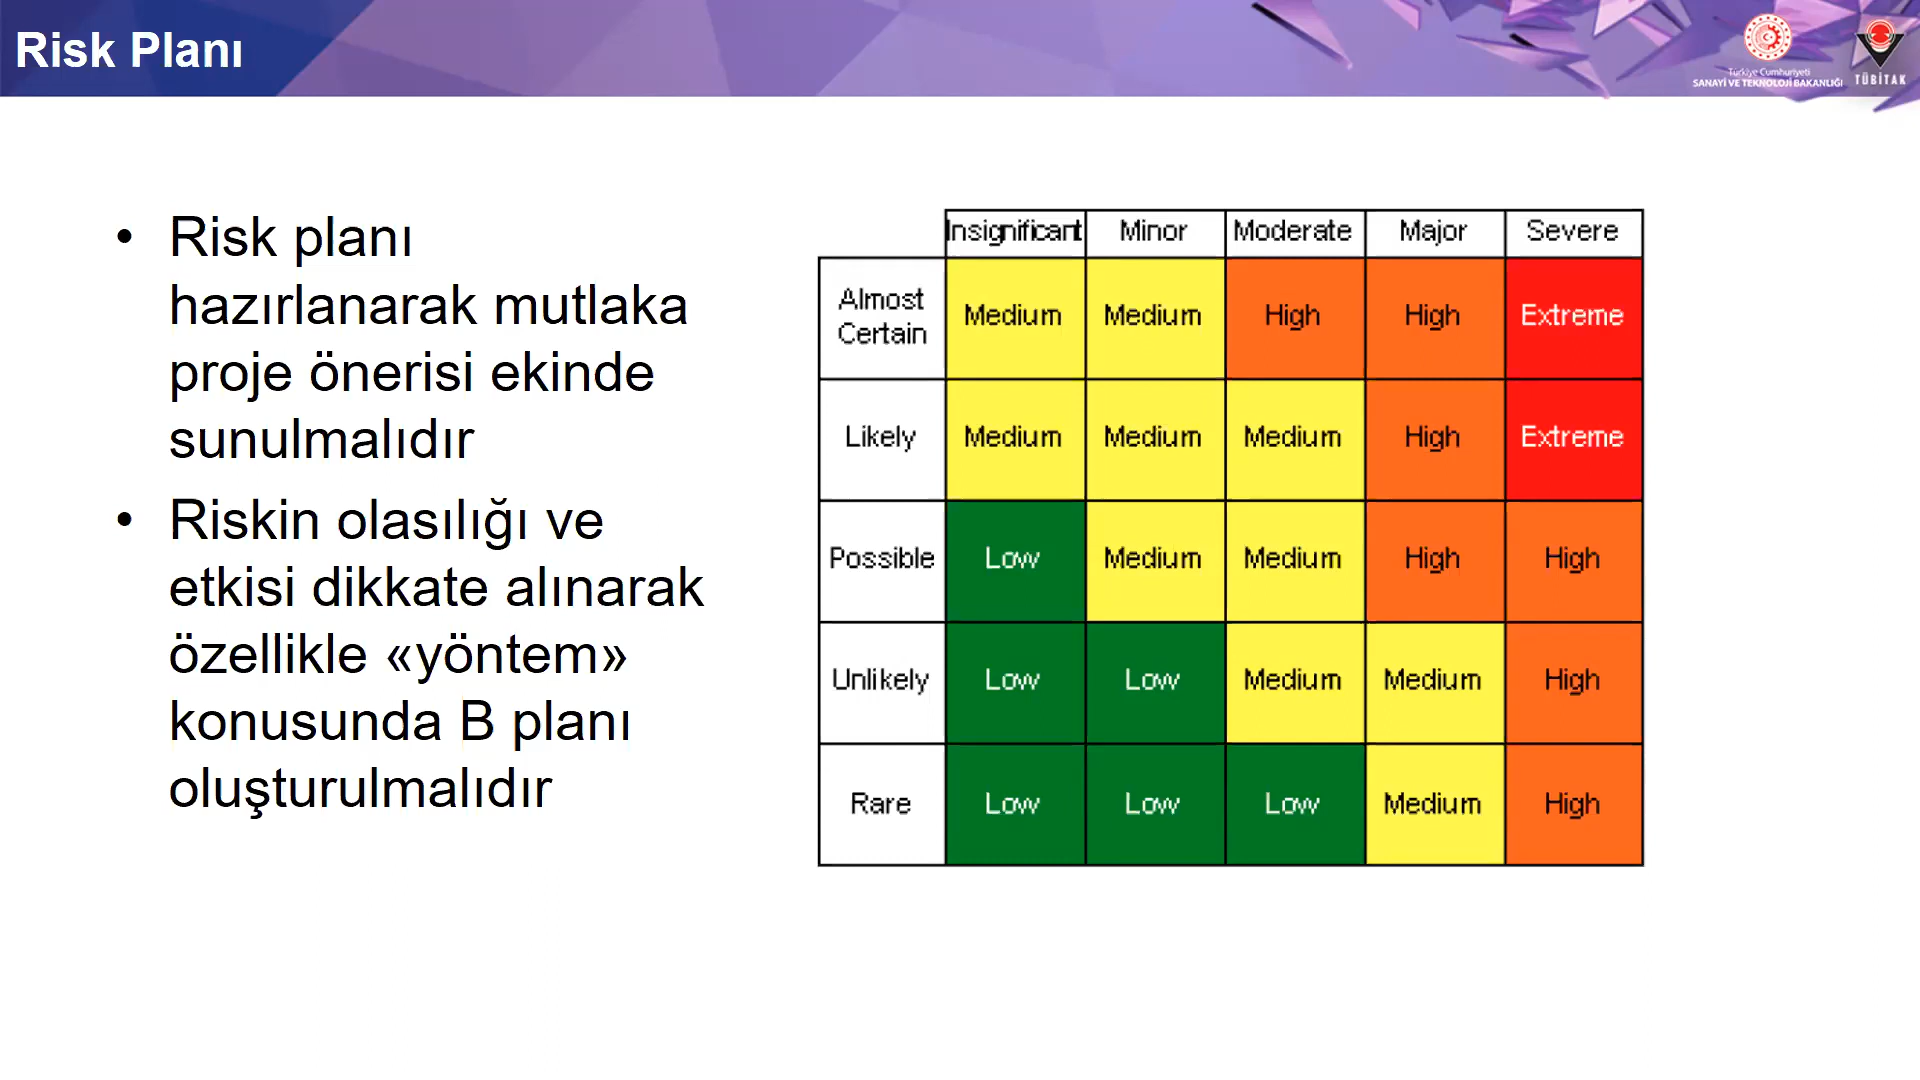 Risk Planı
Türkiye Cumhuriyeti
SANAYİ VE TEKNOLOJİ BAKANLIĞI
TÜBİTAK
• Risk planı
hazırlanarak mutlaka
proje önerisi ekinde
sunulmalıdır
• Riskin olasılığı ve
etkisi dikkate alınarak
özellikle «yöntem»
konusunda B planı
oluşturulmalıdır
Insignificant Minor Moderate Major Severe
Almost
Certain Medium Medium High High Extreme
Likely Medium Medium Medium High Extreme
Possible Low Medium Medium High High
Unlikely Low Low Medium Medium High
Rare Low Low Low Medium High